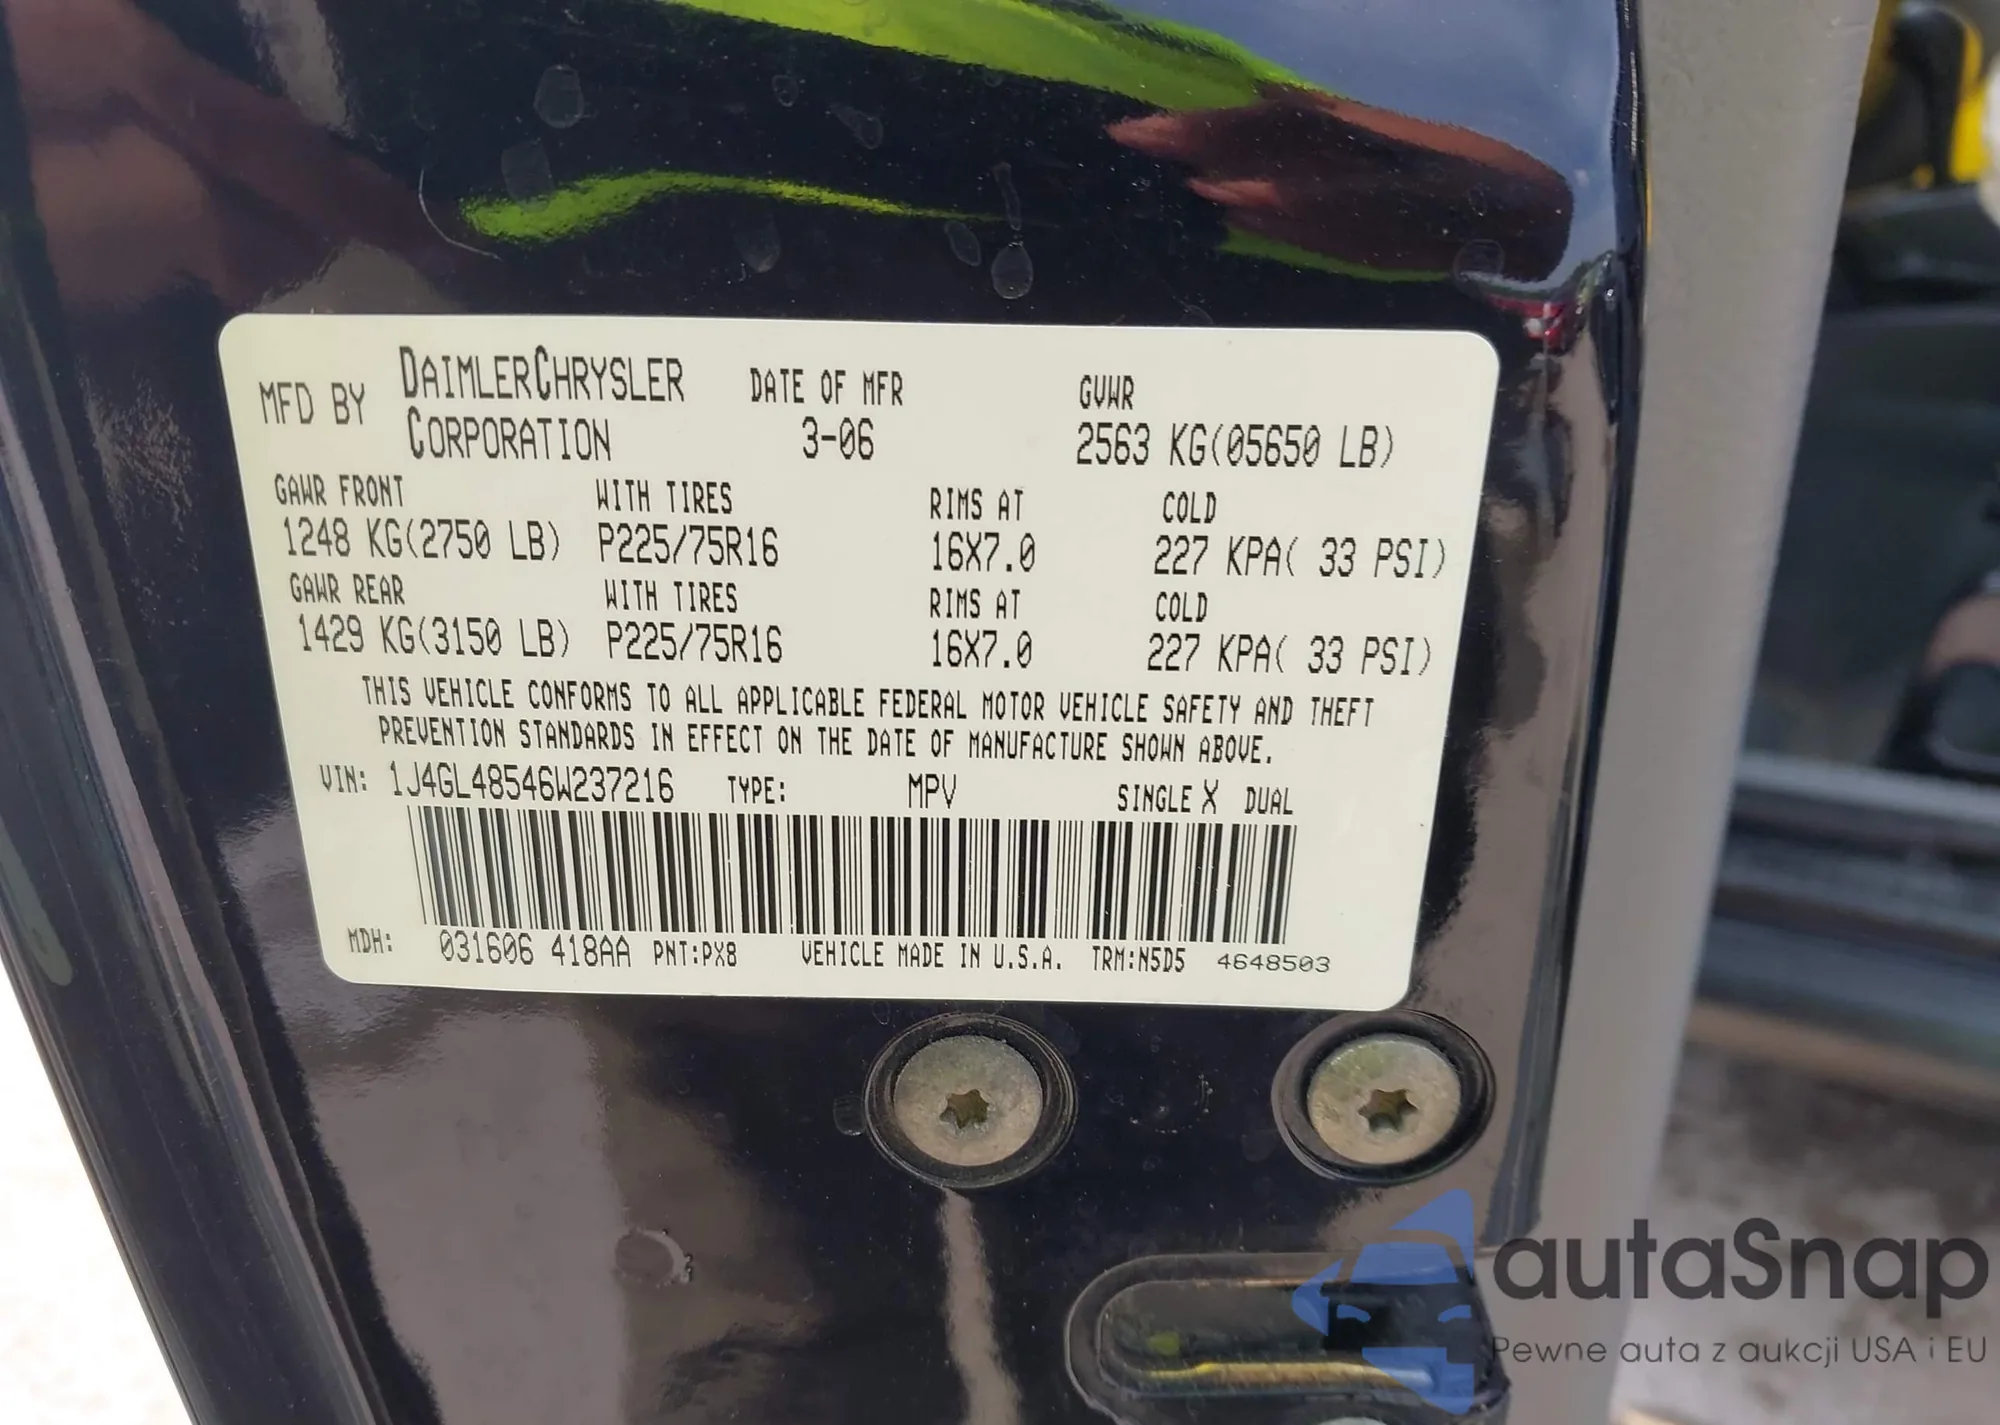 MFD BY DAIMLERCHRYSLER CORPORATION DATE OF MFR 3-06 GVWR 2563 KG(05650 LB)
GAWR FRONT WITH TIRES RIMS AT COLD
1248 KG(2750 LB) P225/75R16 16X7.0 227 KPA( 33 PSI)
GAWR REAR WITH TIRES RIMS AT COLD
1429 KG(3150 LB) P225/75R16 16X7.0 227 KPA( 33 PSI)
THIS VEHICLE CONFORMS TO ALL APPLICABLE FEDERAL MOTOR VEHICLE SAFETY AND THEFT
PREVENTION STANDARDS IN EFFECT ON THE DATE OF MANUFACTURE SHOWN ABOVE.
VIN: 1J4GL48546W237216 TYPE: MPV SINGLE X DUAL
MDH: 031606 418AA PNT:PX8 VEHICLE MADE IN U.S.A. TRM:N5D5 4648503
autoSnap
Pewne auta z aukcji USA i EU